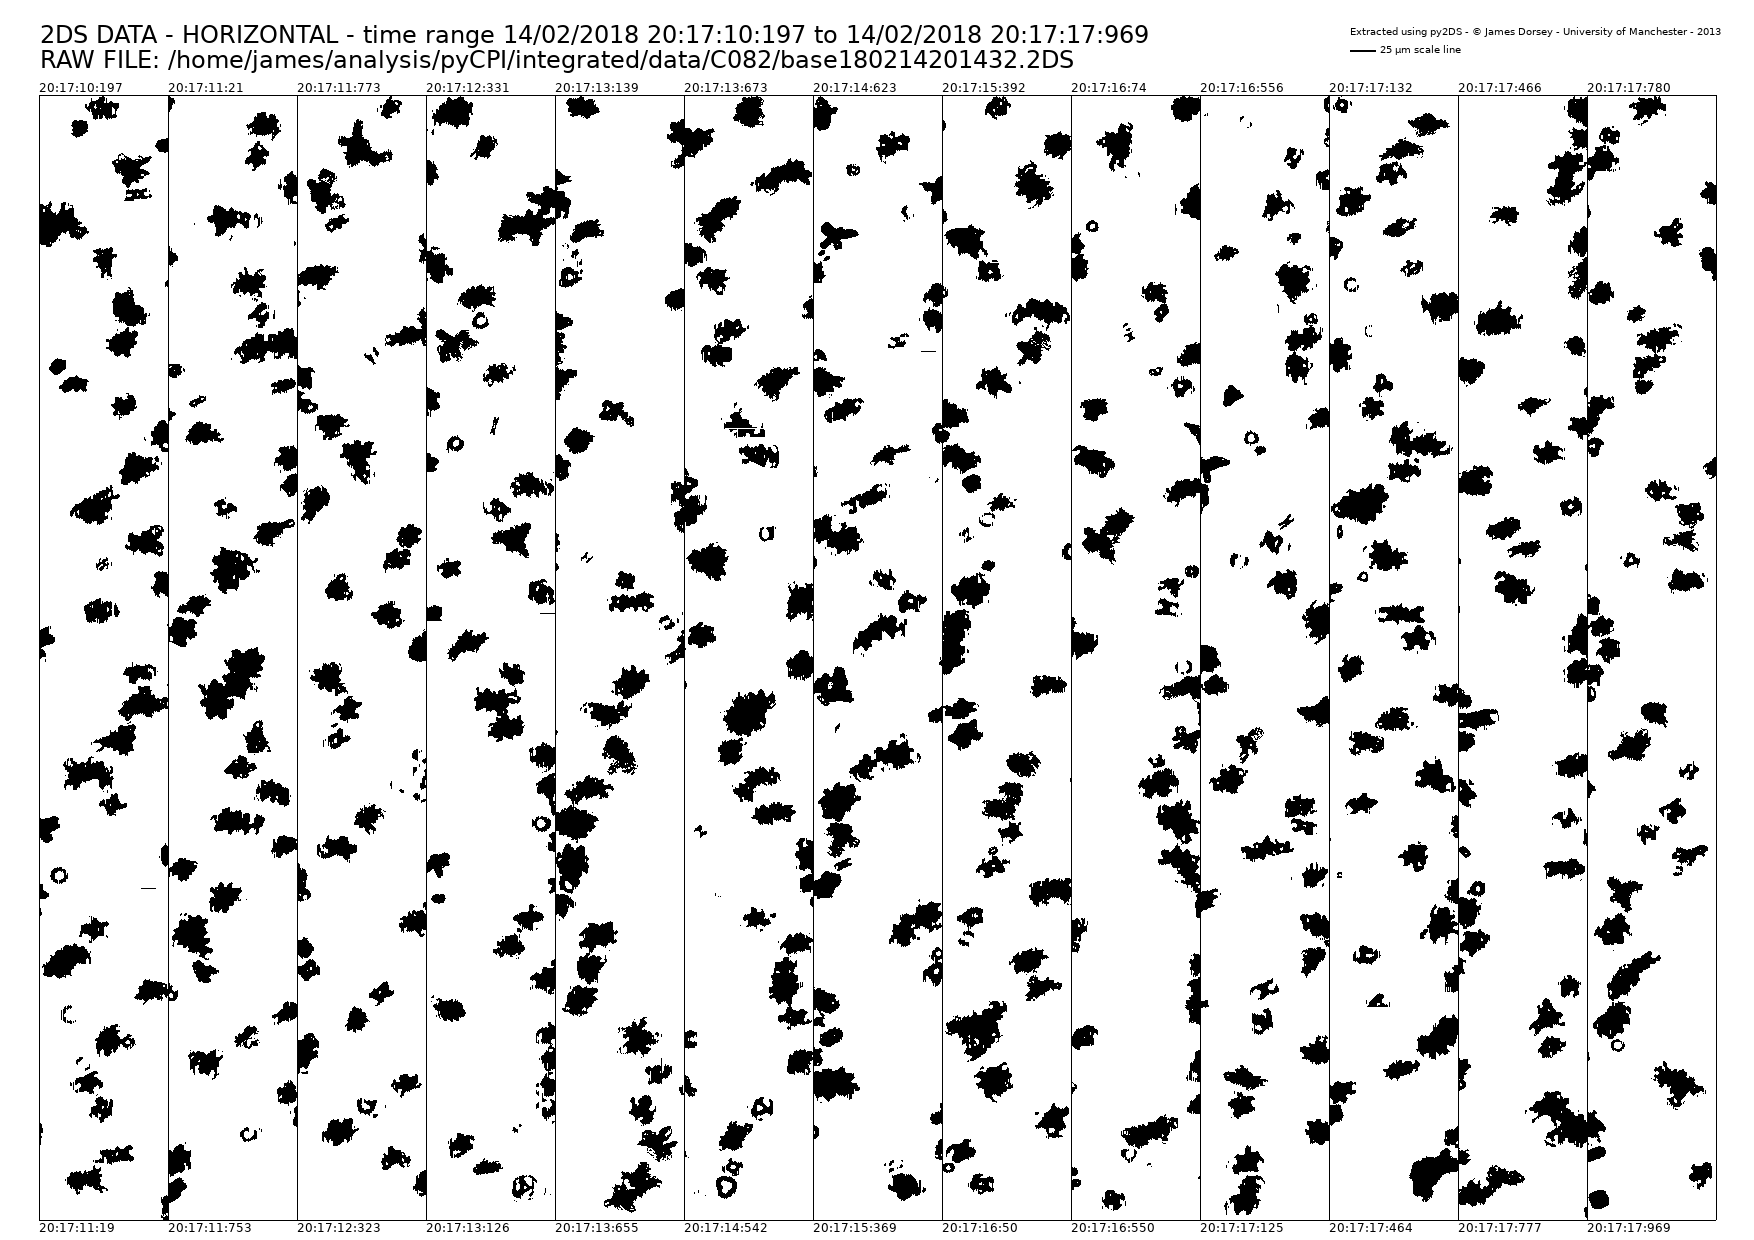 2DS DATA - HORIZONTAL - time range 14/02/2018 20:17:10:197 to 14/02/2018 20:17:17:969
RAW FILE: /home/james/analysis/pyCPI/integrated/data/C082/base180214201432.2DS
Extracted using py2DS - © James Dorsey - University of Manchester - 2013
25 µm scale line
20:17:10:197 20:17:11:21 20:17:11:773 20:17:12:331 20:17:13:139 20:17:13:673 20:17:14:623 20:17:15:392 20:17:16:74 20:17:16:556 20:17:17:132 20:17:17:466 20:17:17:780
20:17:11:19 20:17:11:753 20:17:12:323 20:17:13:126 20:17:13:655 20:17:14:542 20:17:15:369 20:17:16:50 20:17:16:550 20:17:17:125 20:17:17:464 20:17:17:777 20:17:17:969